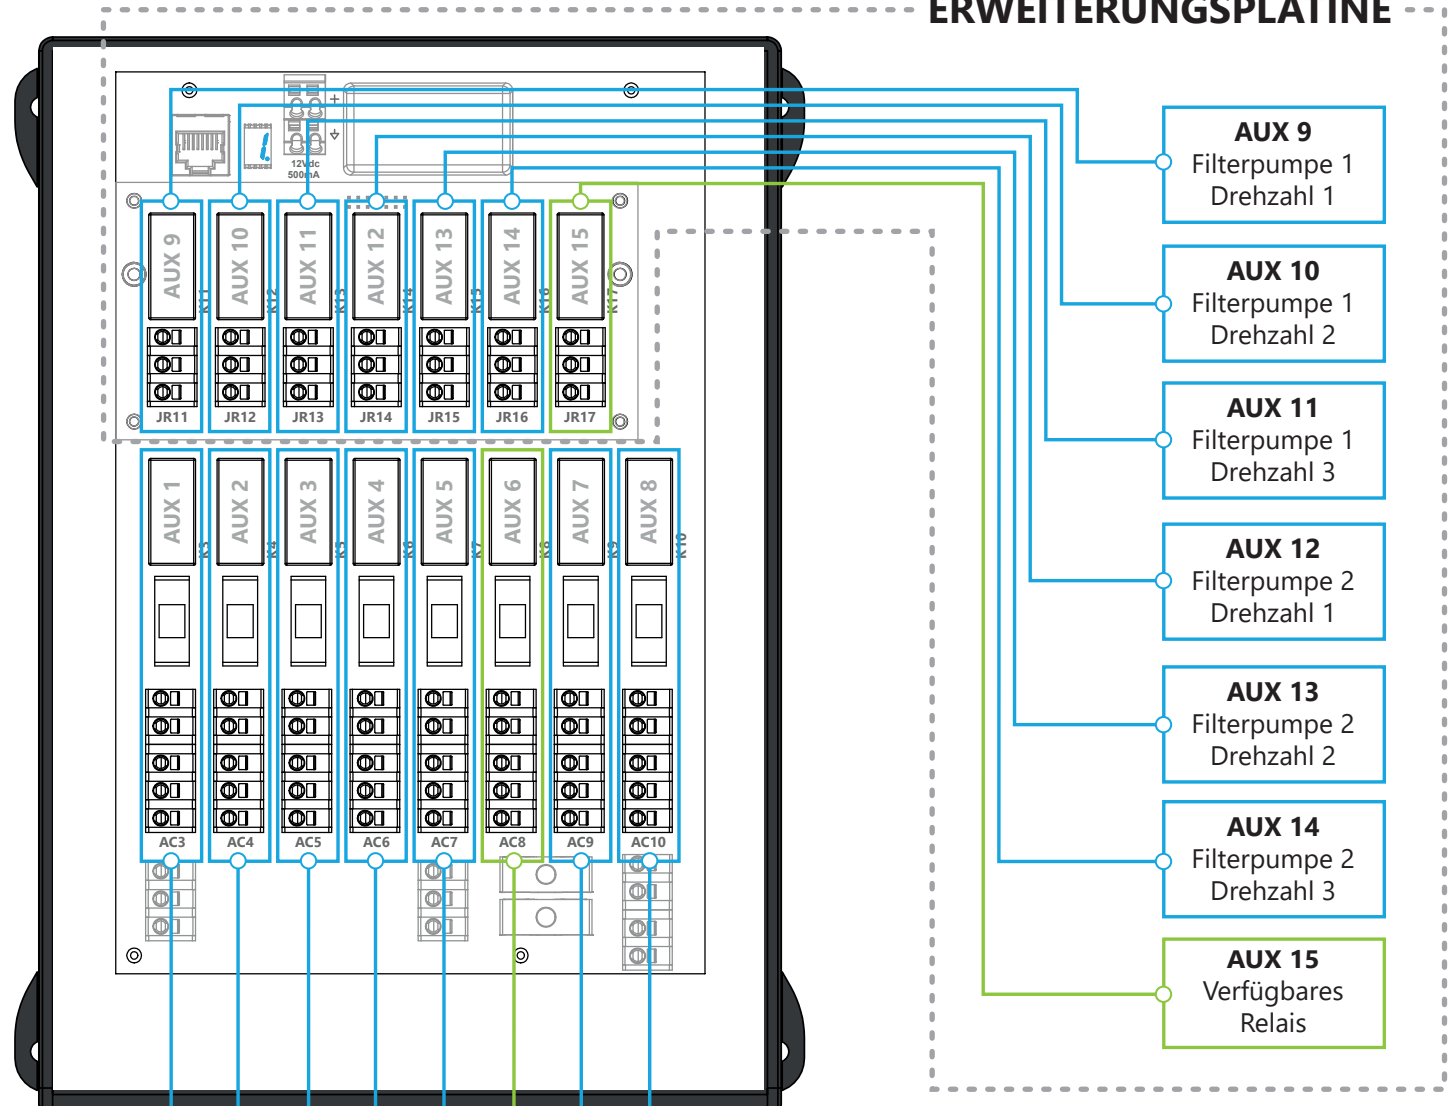 ERWEITERUNGSPLATINE
+
12Vdc
500mA
1.
AUX 9
AUX 10
AUX 11
AUX 12
AUX 13
AUX 14
AUX 15
K11
K12
K13
K14
K15
K16
K17
JR11
JR12
JR13
JR14
JR15
JR16
JR17
AUX 1
AUX 2
AUX 3
AUX 4
AUX 5
AUX 6
AUX 7
AUX 8
K3
K4
K5
K6
K7
K8
K9
K10
AC3
AC4
AC5
AC6
AC7
AC8
AC9
AC10
AUX 9
Filterpumpe 1
Drehzahl 1
AUX 10
Filterpumpe 1
Drehzahl 2
AUX 11
Filterpumpe 1
Drehzahl 3
AUX 12
Filterpumpe 2
Drehzahl 1
AUX 13
Filterpumpe 2
Drehzahl 2
AUX 14
Filterpumpe 2
Drehzahl 3
AUX 15
Verfügbares
Relais